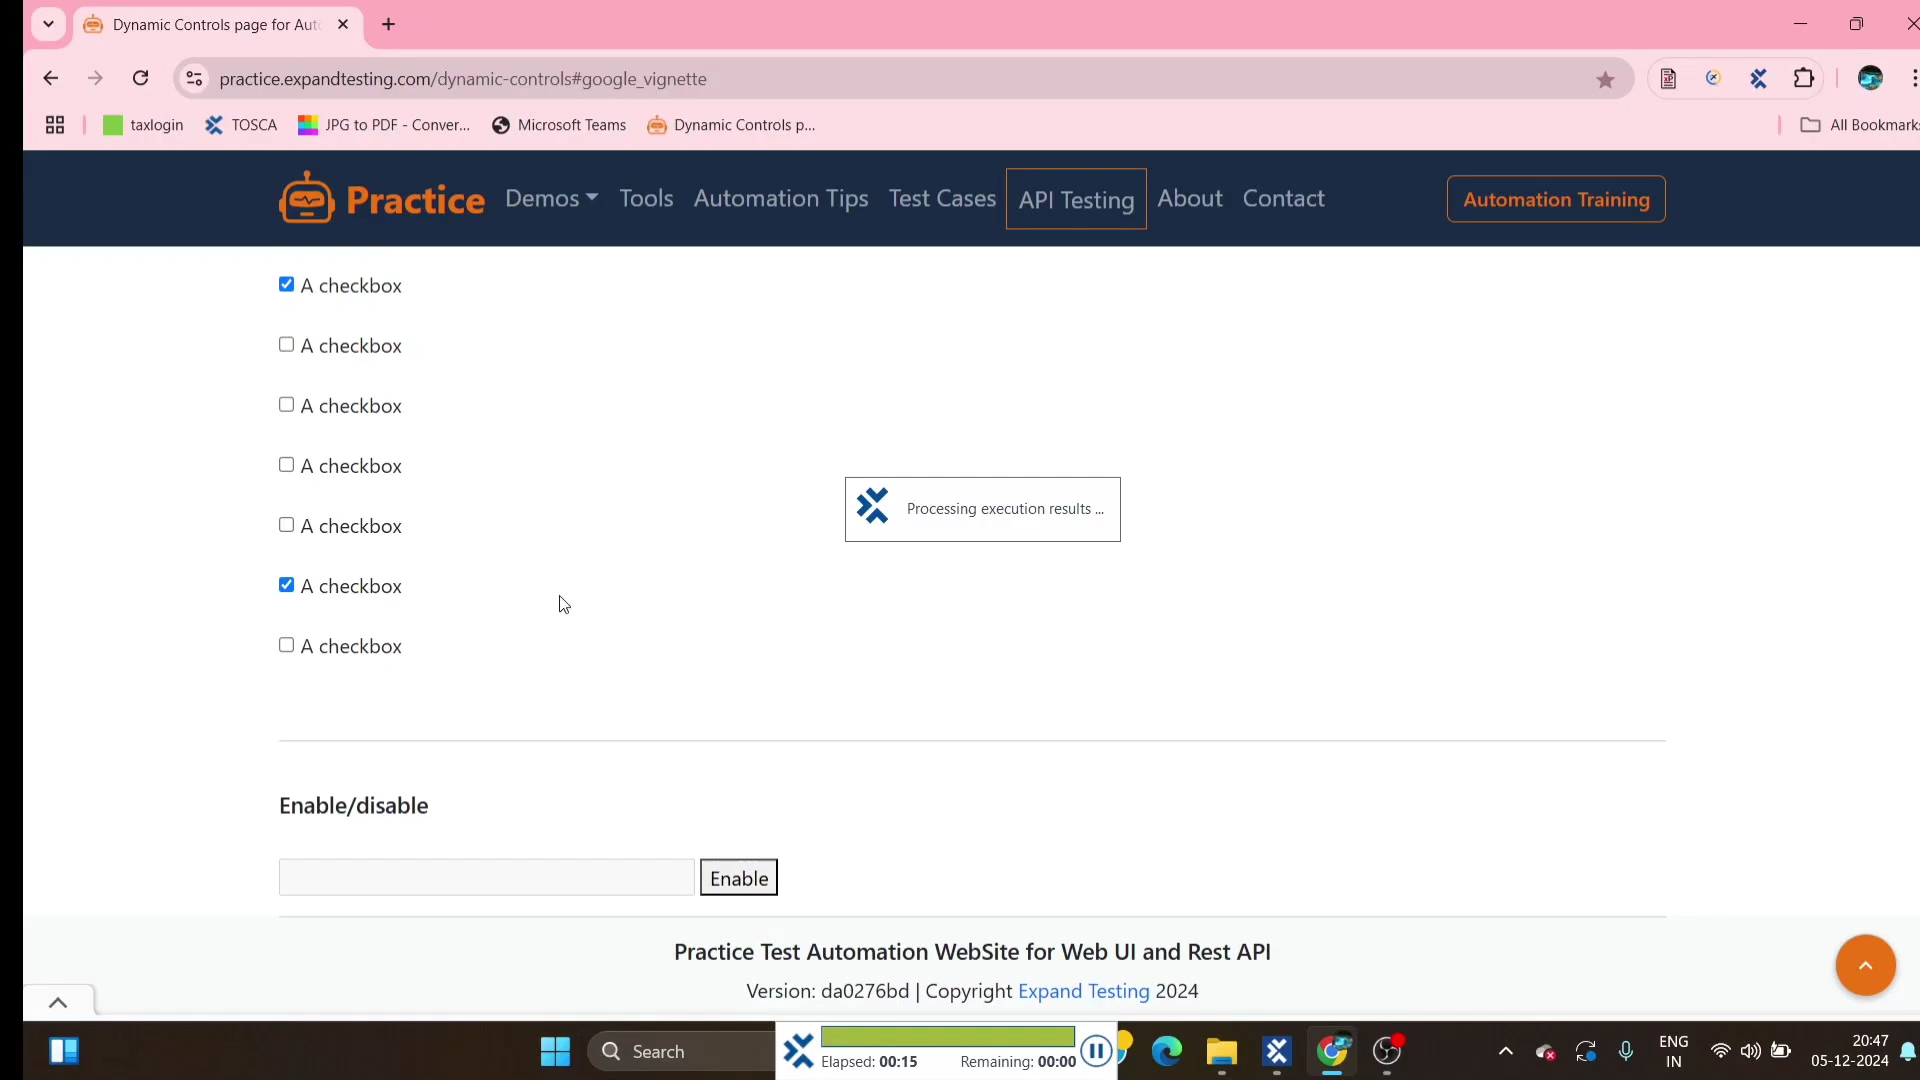 Dynamic Controls page for Aut
practice.expandtesting.com/dynamic-controls#google_vignette
taxlogin TOSCA JPG to PDF - Conver... Microsoft Teams Dynamic Controls p... All Bookmarks
Practice Demos Tools Automation Tips Test Cases API Testing About Contact Automation Training
A checkbox
A checkbox
A checkbox
A checkbox
A checkbox
A checkbox
A checkbox
Processing execution results ...
Enable/disable
Enable
Practice Test Automation WebSite for Web UI and Rest API
Version: da0276bd | Copyright Expand Testing 2024
Search
Elapsed: 00:15 Remaining: 00:00
ENG
IN
20:47
05-12-2024